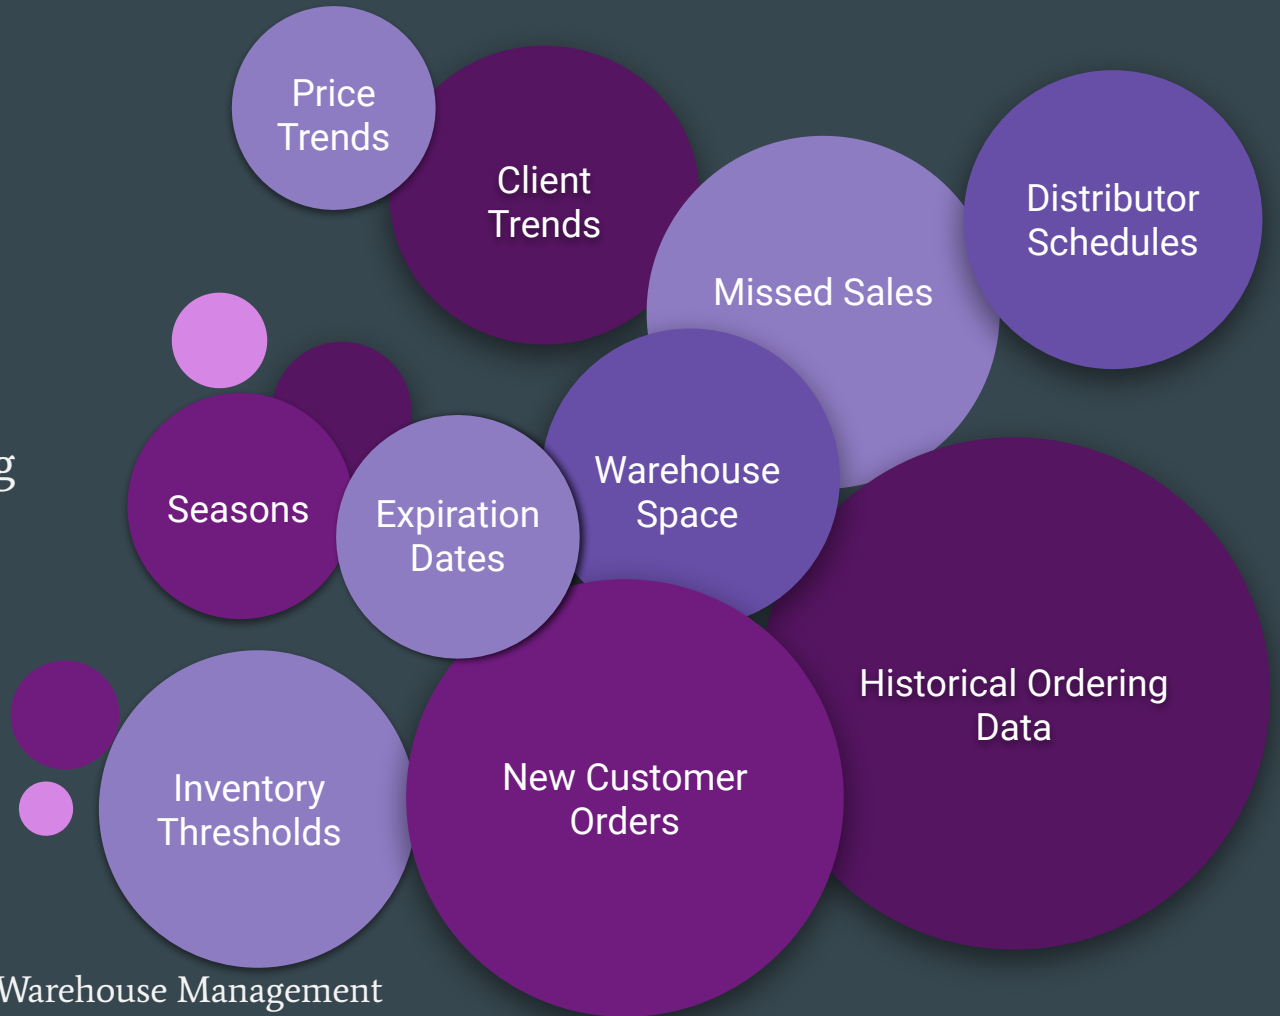 Price
Trends
Client
Trends
Distributor
Schedules
Missed Sales
g
Warehouse
Space
Seasons
Expiration
Dates
Historical Ordering
Data
New Customer
Orders
Inventory
Thresholds
Warehouse Management